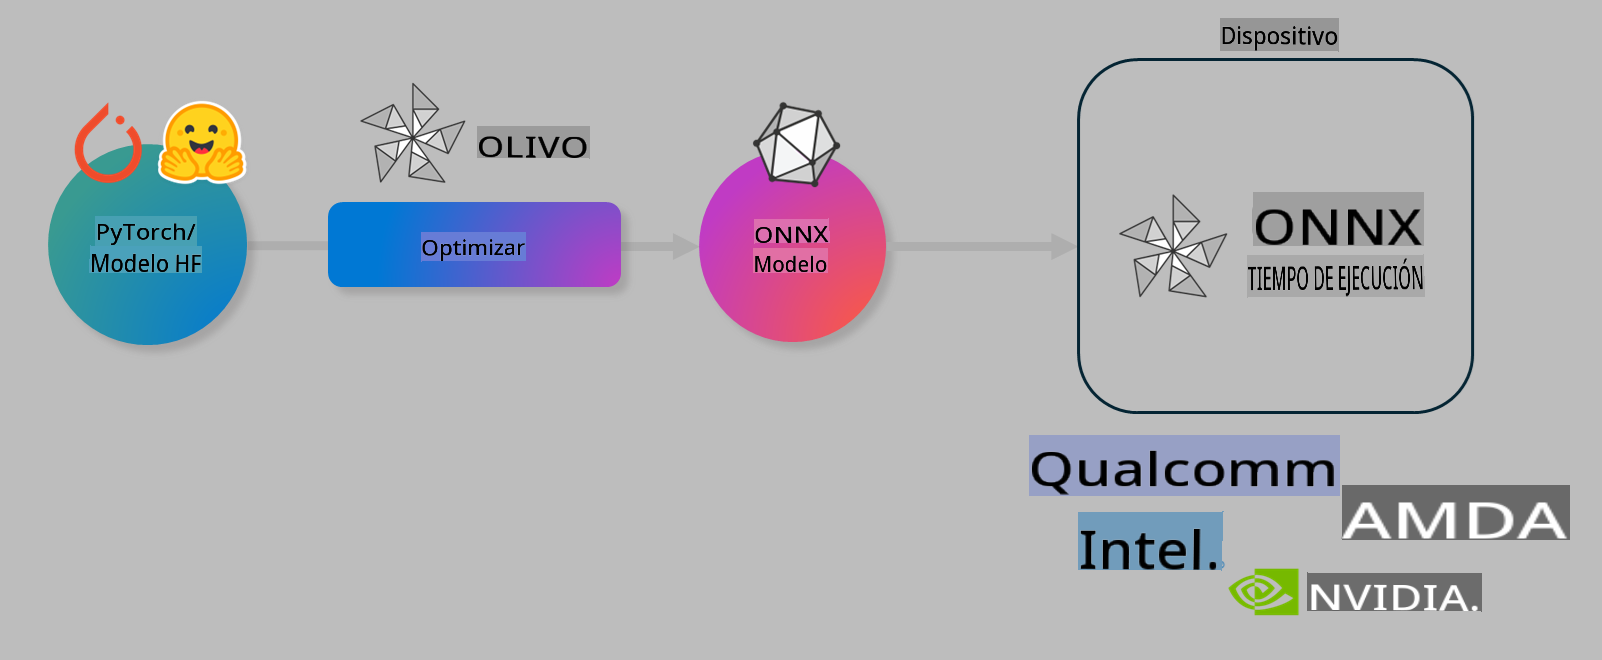 Dispositivo
OLIVO
PyTorch/
Modelo HF
Optimizar
ONNX
Modelo
ONNX
TIEMPO DE EJECUCIÓN
Qualcomm
AMDA
Intel.
NVIDIA.